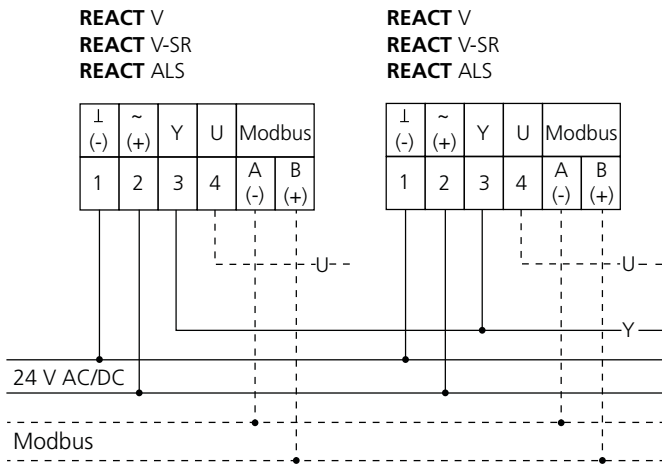 REACT V
REACT V-SR
REACT ALS
⊥ ~ Y U Modbus
(-) (+)
1 2 3 4 A B
(-) (+)
REACT V
REACT V-SR
REACT ALS
⊥ ~ Y U Modbus
(-) (+)
1 2 3 4 A B
(-) (+)
U
U
Y
24 V AC/DC
Modbus